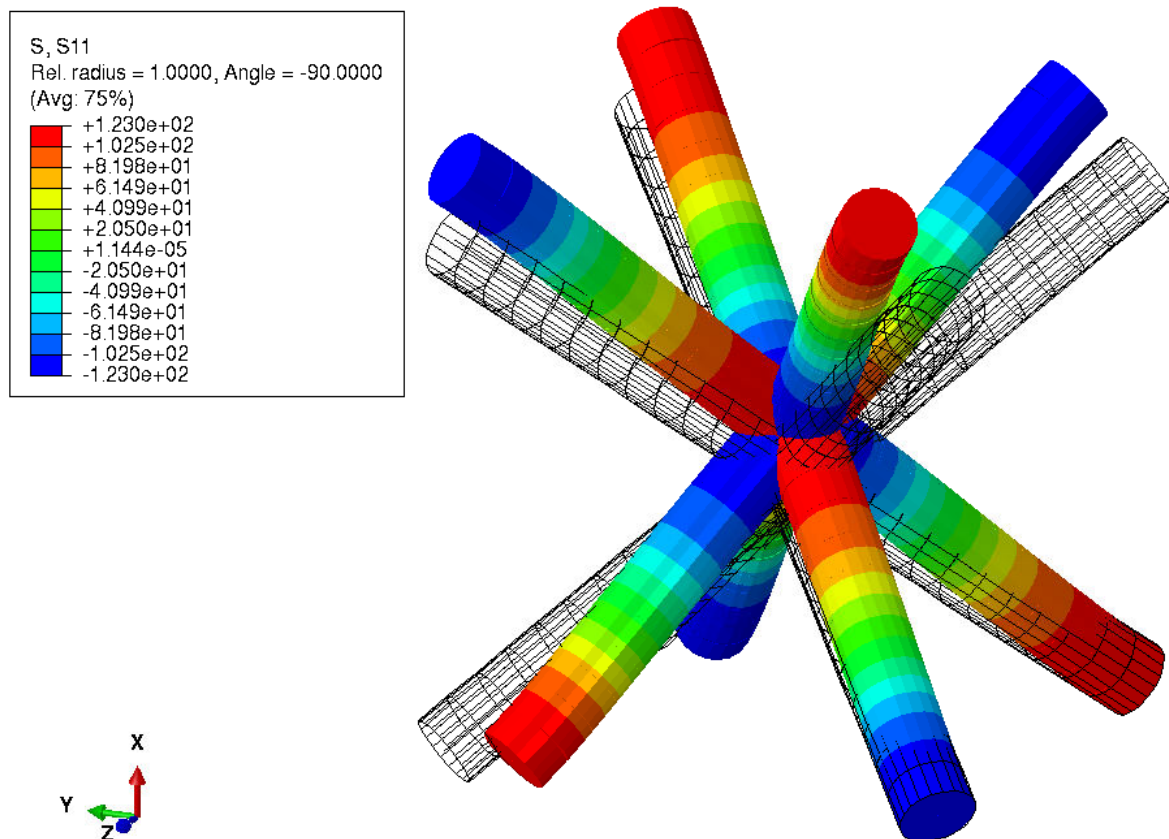 S, S11
Rel. radius = 1.0000, Angle = -90.0000
(Avg: 75%)
+1.230e+02
+1.025e+02
+8.198e+01
+6.149e+01
+4.099e+01
+2.050e+01
+1.144e-05
-2.050e+01
-4.099e+01
-6.149e+01
-8.198e+01
-1.025e+02
-1.230e+02
X
Y
Z